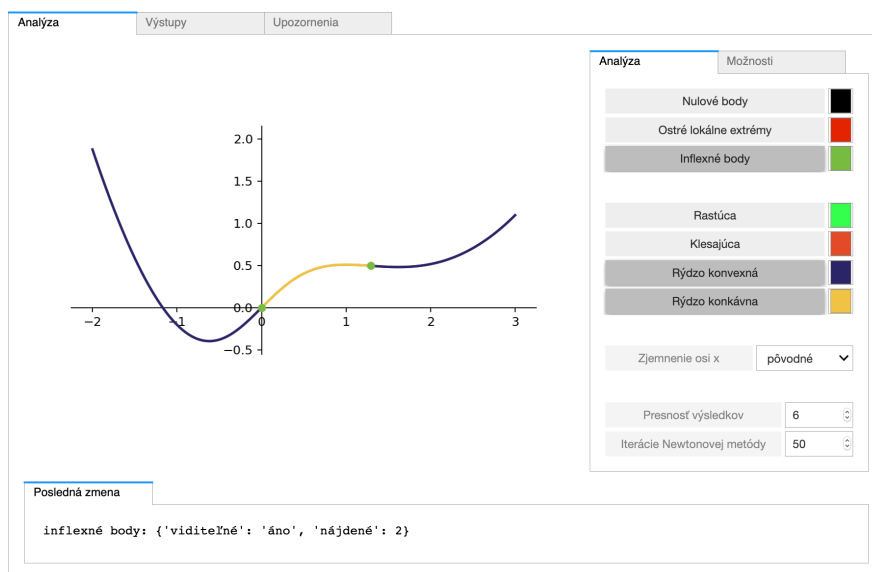 Analýza Výstupy Upozornenia
Analýza Možnosti
Nulové body
Ostré lokálne extrémy
Inflexné body
Rastúca
Klesajúca
Rýdzo konvexná
Rýdzo konkávna
Zjemnenie osi x pôvodné
Presnosť výsledkov 6
Iterácie Newtonovej metódy 50
2.0
1.5
1.0
0.5
0.0
−0.5
−2 −1 0 1 2 3
Posledná zmena
inflexné body: {'viditeľné': 'áno', 'nájdené': 2}